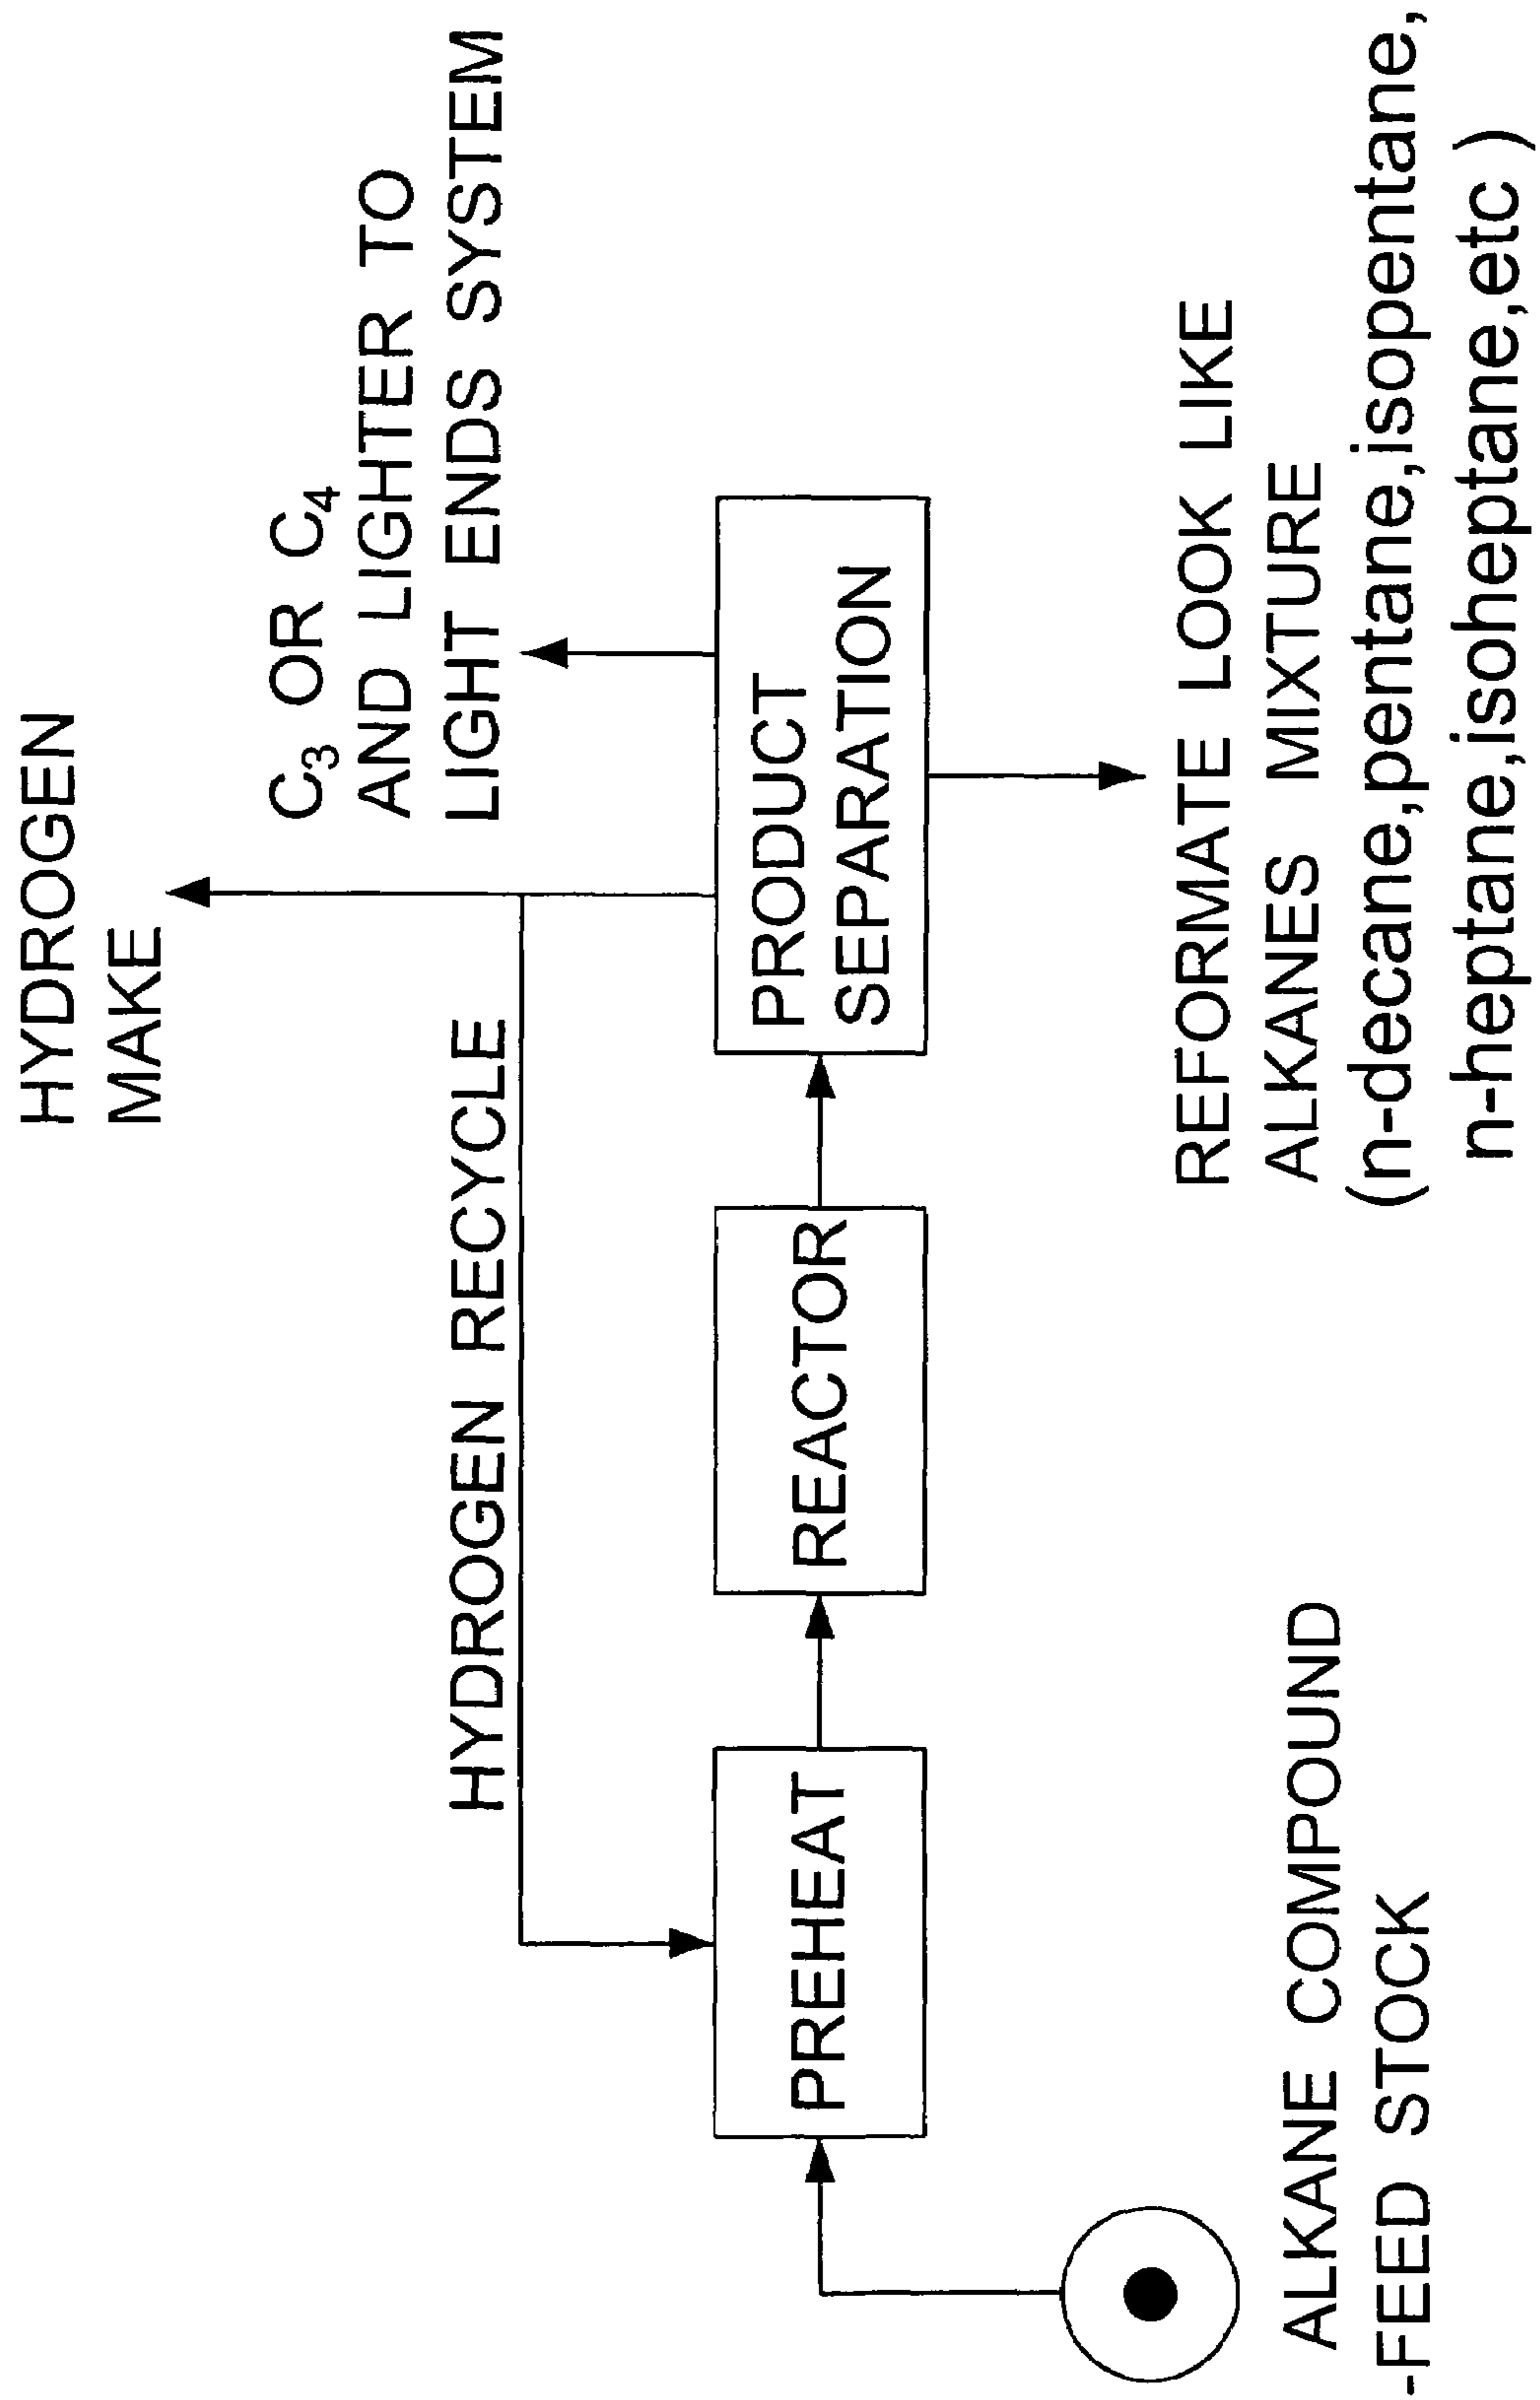 HYDROGEN
MAKE
C₃ OR C₄
AND LIGHTER TO
LIGHT ENDS SYSTEM
HYDROGEN RECYCLE
PREHEAT
REACTOR
PRODUCT
SEPARATION
ALKANE COMPOUND
-FEED STOCK
REFORMATE LOOK LIKE
ALKANES MIXTURE
(n-decane,pentane,isopentane,
n-heptane,isoheptane,etc )